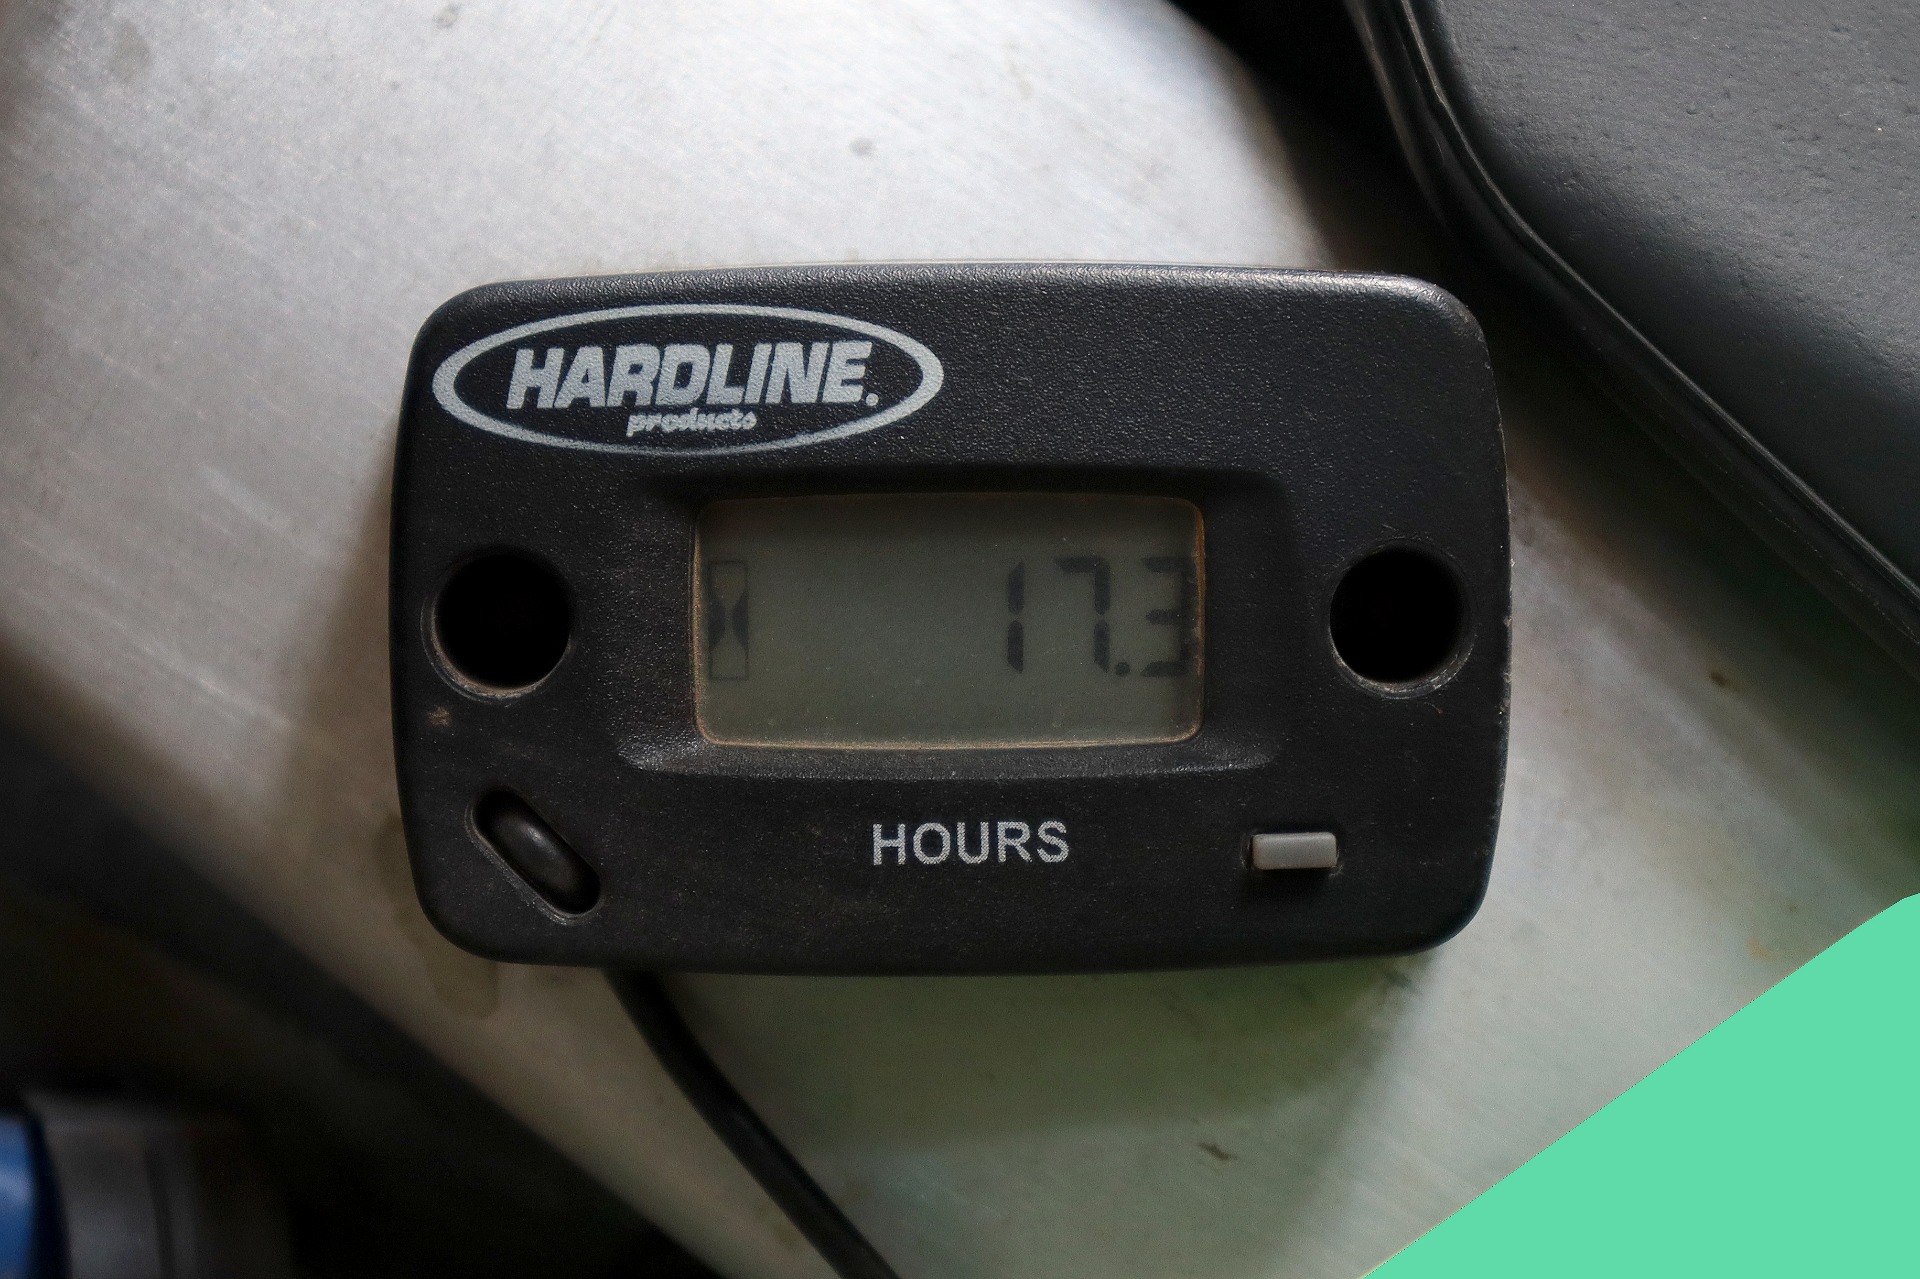 HARDLINE.
products
17.3
HOURS